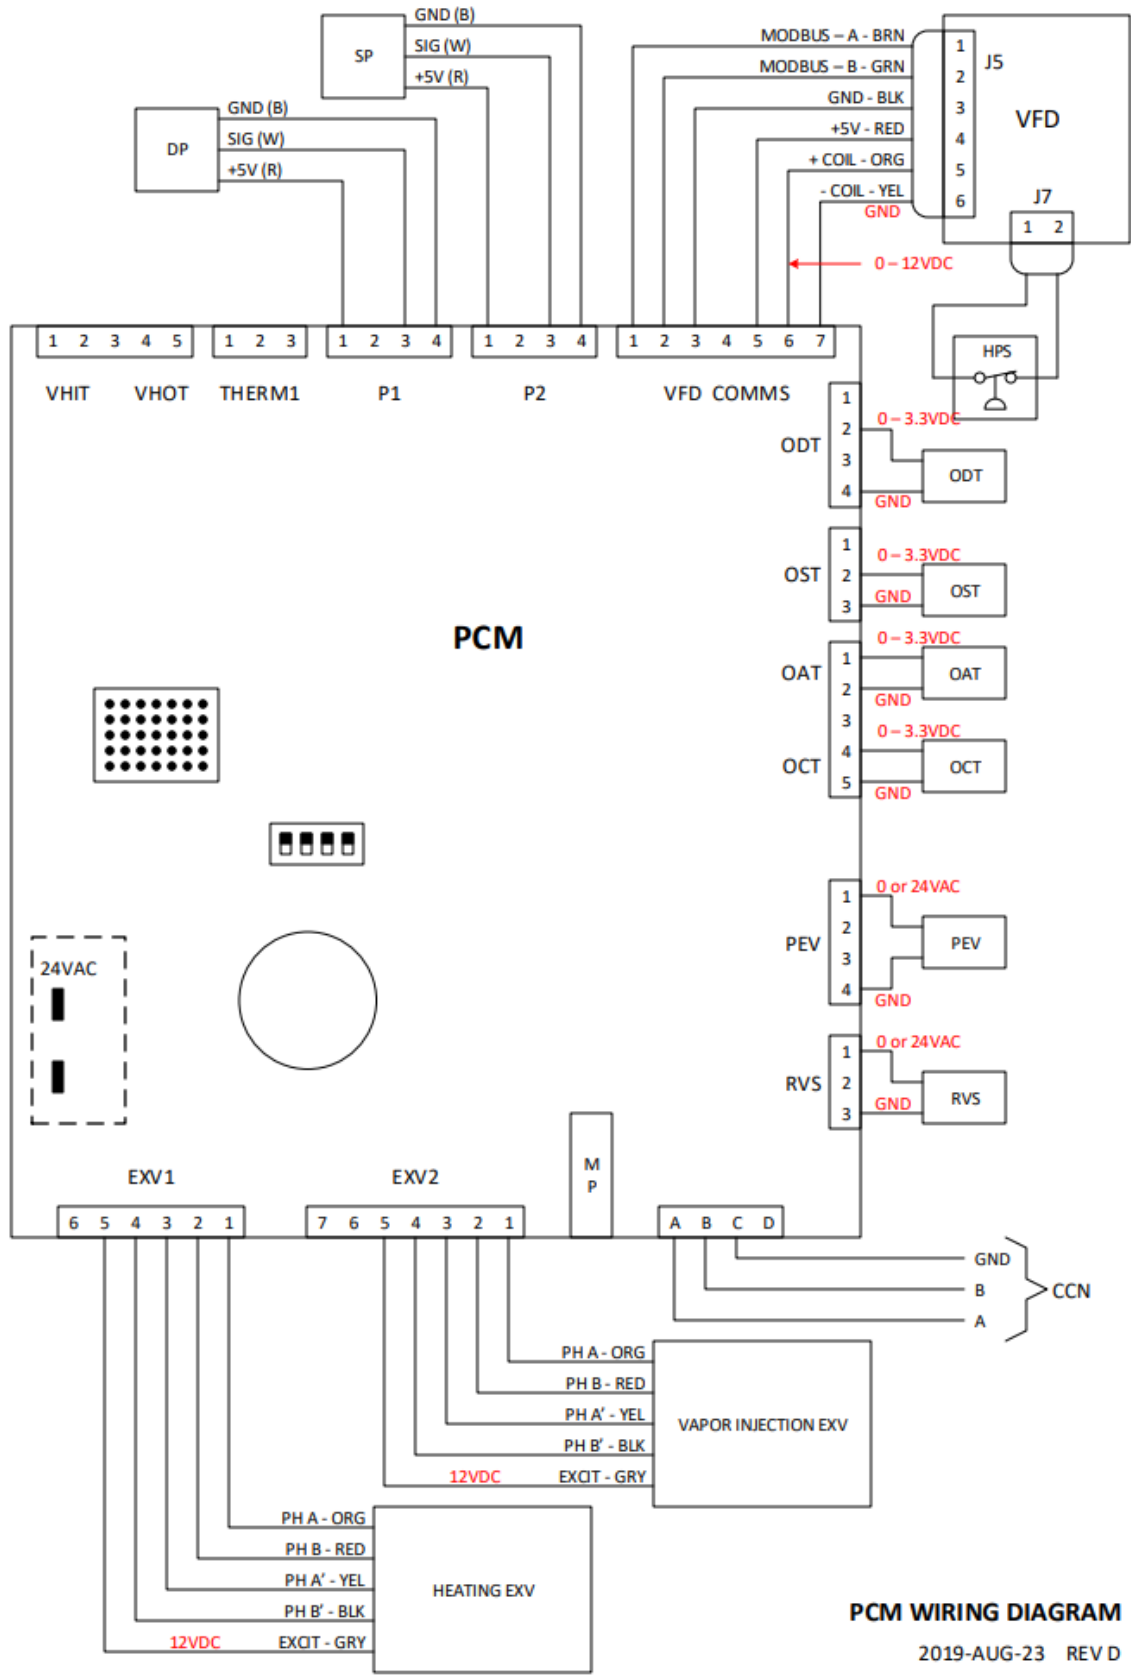 GND (B)
SP
SIG (W)
+5V (R)
DP
GND (B)
SIG (W)
+5V (R)
MODBUS – A - BRN
MODBUS – B - GRN
GND - BLK
+5V - RED
+ COIL - ORG
- COIL - YEL
GND
0 – 12VDC
1
2
3
4
5
6
J5
VFD
J7
1 2
HPS
1 2 3 4 5
1 2 3
1 2 3 4
1 2 3 4
1 2 3 4 5 6 7
VHIT VHOT THERM1 P1 P2 VFD COMMS
ODT
1
2
3
4
0 – 3.3VDC
GND
ODT
OST
1
2
3
0 – 3.3VDC
GND
OST
PCM
OAT
OCT
1
2
3
4
5
0 – 3.3VDC
GND
OAT
0 – 3.3VDC
GND
OCT
PEV
1
2
3
4
0 or 24VAC
GND
PEV
24VAC
RVS
1
2
3
0 or 24VAC
GND
RVS
EXV1
6 5 4 3 2 1
EXV2
7 6 5 4 3 2 1
M
P
A B C D
GND
B
A
CCN
PH A - ORG
PH B - RED
PH A' - YEL
PH B' - BLK
12VDC EXCIT - GRY
VAPOR INJECTION EXV
PH A - ORG
PH B - RED
PH A' - YEL
PH B' - BLK
12VDC EXCIT - GRY
HEATING EXV
PCM WIRING DIAGRAM
2019-AUG-23 REV D